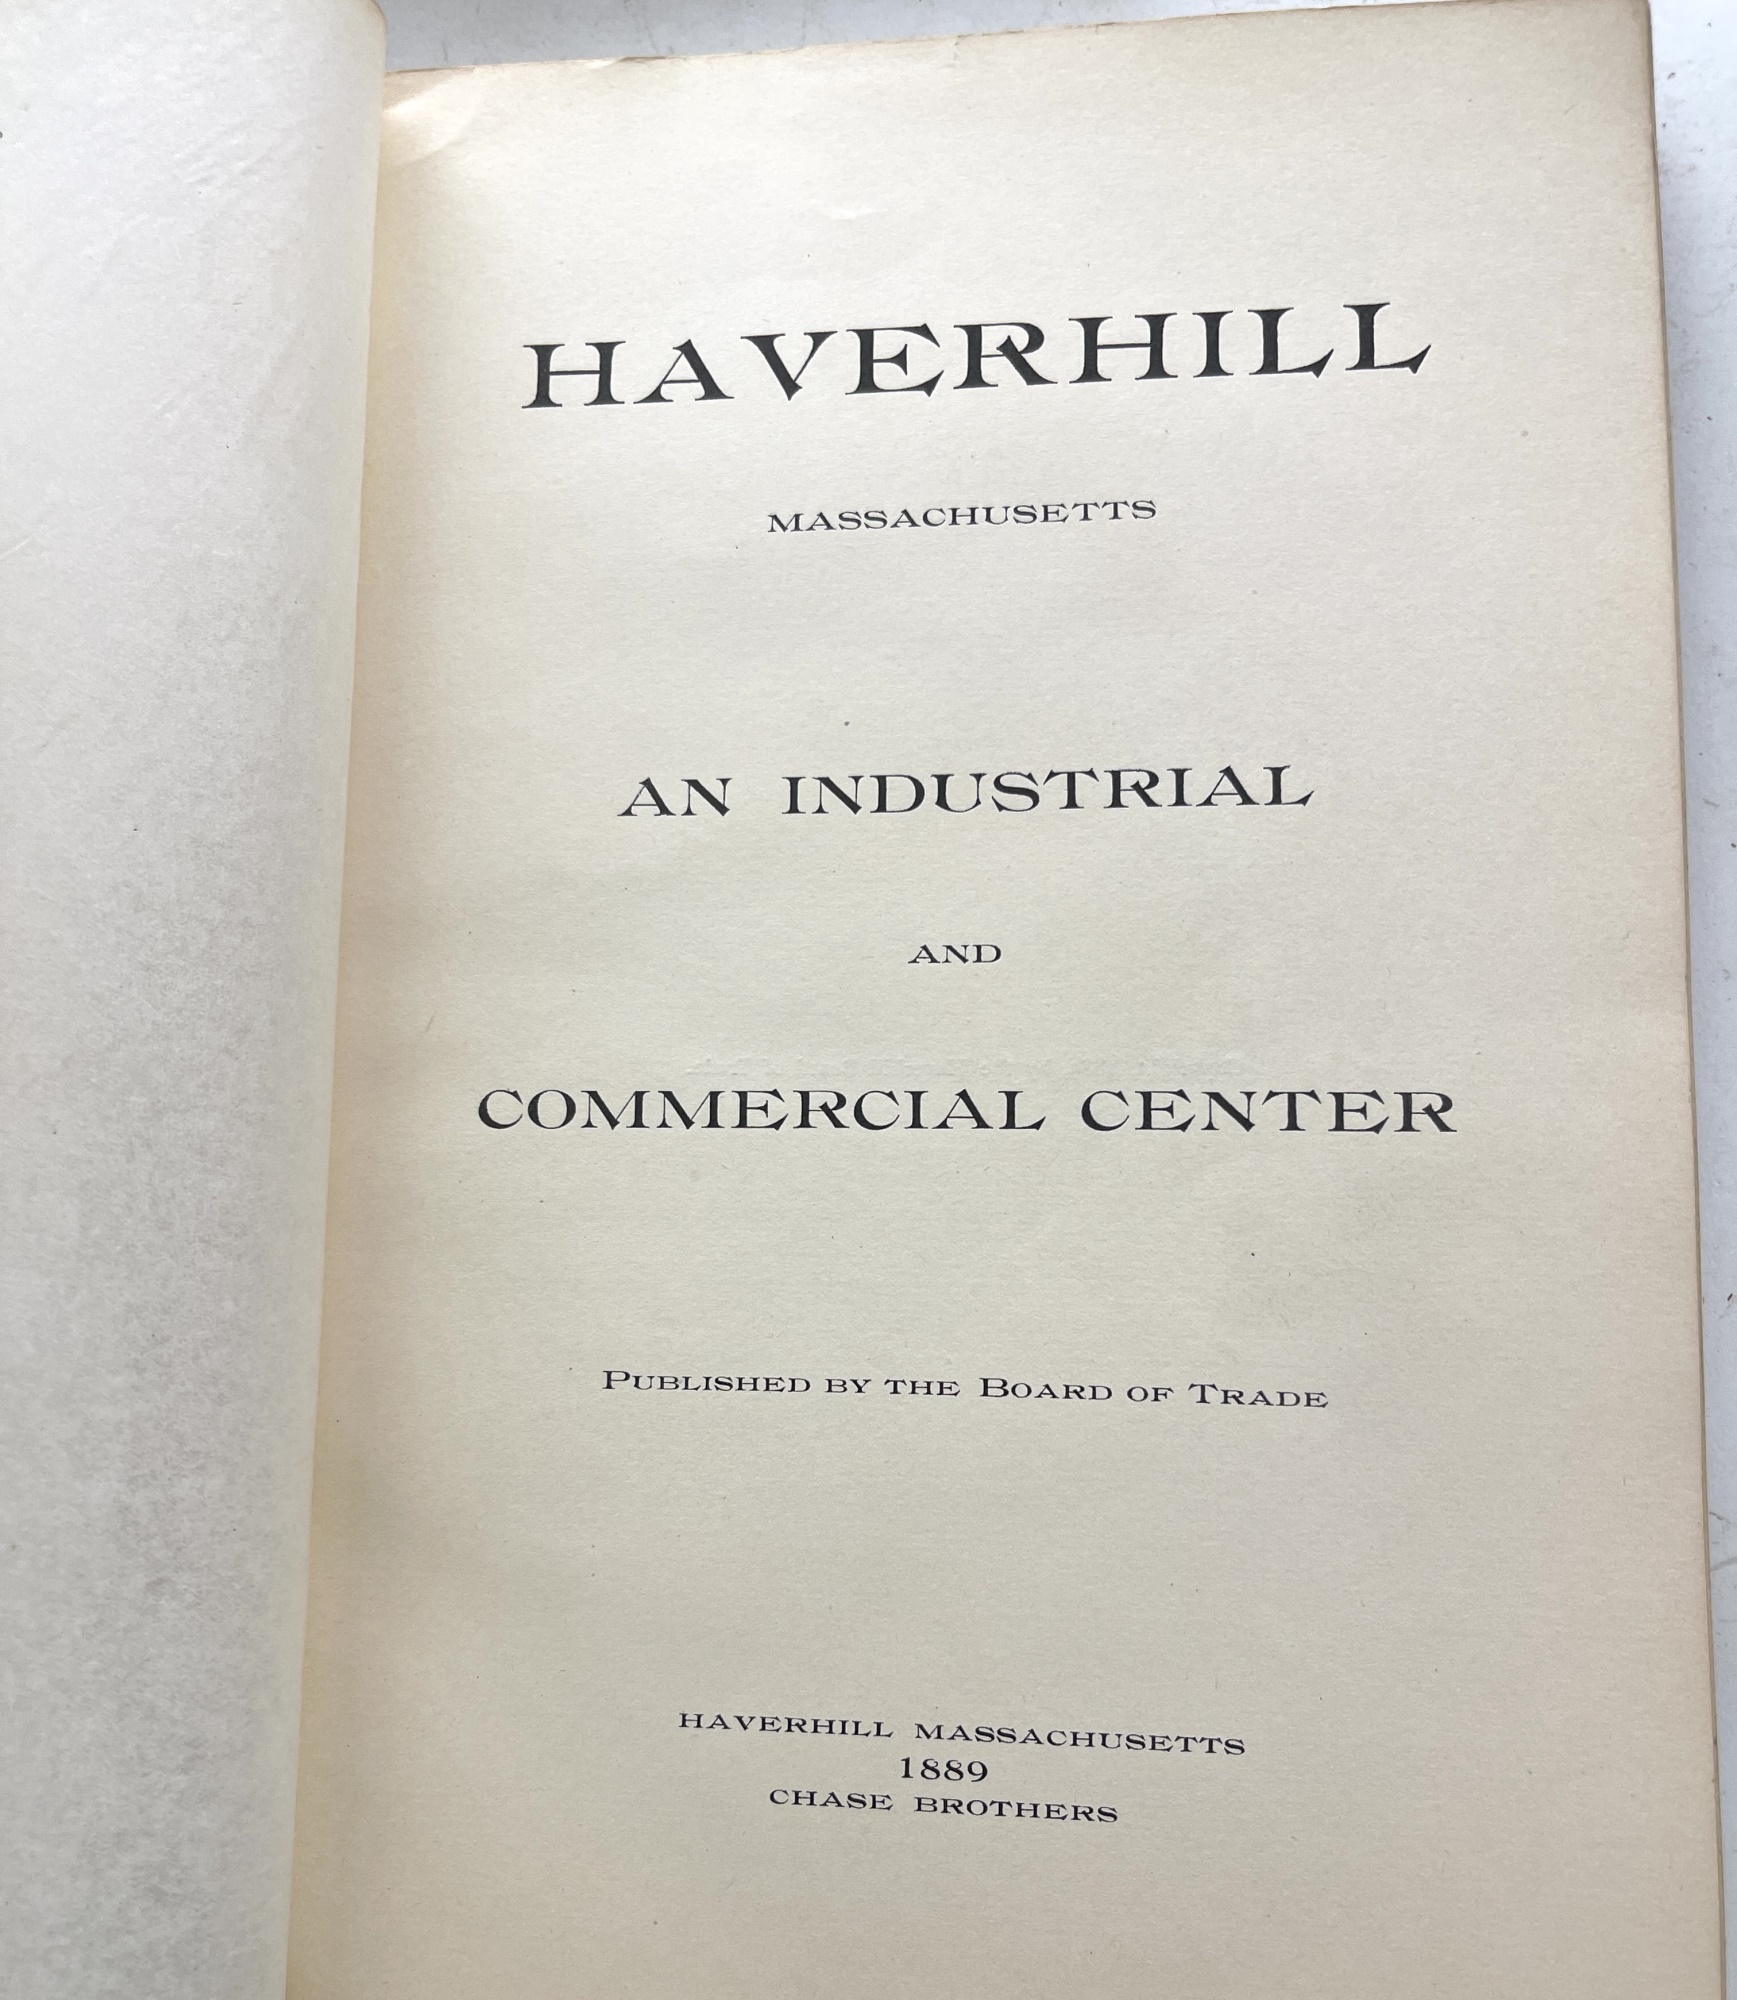 HAVERHILL
MASSACHUSETTS
AN INDUSTRIAL
AND
COMMERCIAL CENTER
PUBLISHED BY THE BOARD OF TRADE
HAVERHILL MASSACHUSETTS
1889
CHASE BROTHERS